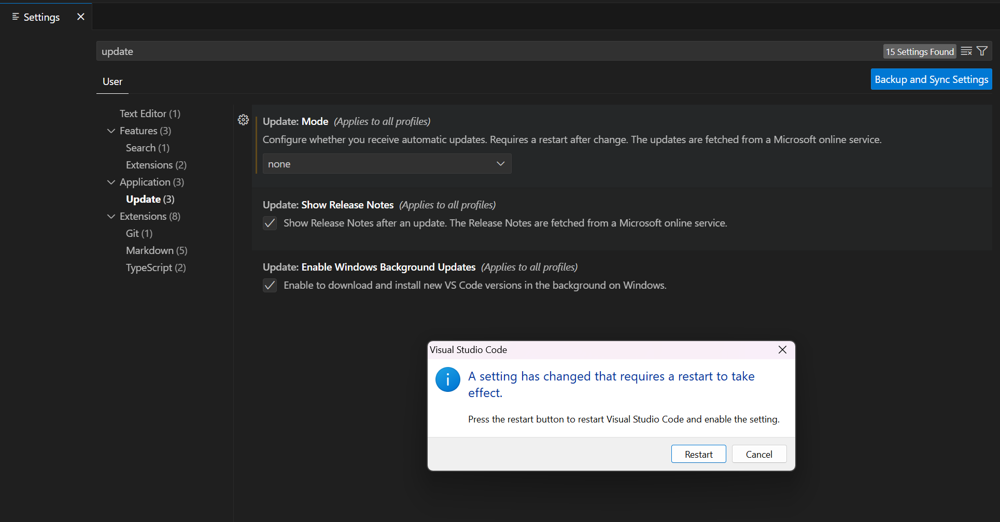 Settings
update
15 Settings Found
User
Backup and Sync Settings
Text Editor (1)
Features (3)
Search (1)
Extensions (2)
Application (3)
Update (3)
Extensions (8)
Git (1)
Markdown (5)
TypeScript (2)
Update: Mode (Applies to all profiles)
Configure whether you receive automatic updates. Requires a restart after change. The updates are fetched from a Microsoft online service.
none
Update: Show Release Notes (Applies to all profiles)
Show Release Notes after an update. The Release Notes are fetched from a Microsoft online service.
Update: Enable Windows Background Updates (Applies to all profiles)
Enable to download and install new VS Code versions in the background on Windows.
Visual Studio Code
A setting has changed that requires a restart to take
effect.
Press the restart button to restart Visual Studio Code and enable the setting.
Restart
Cancel